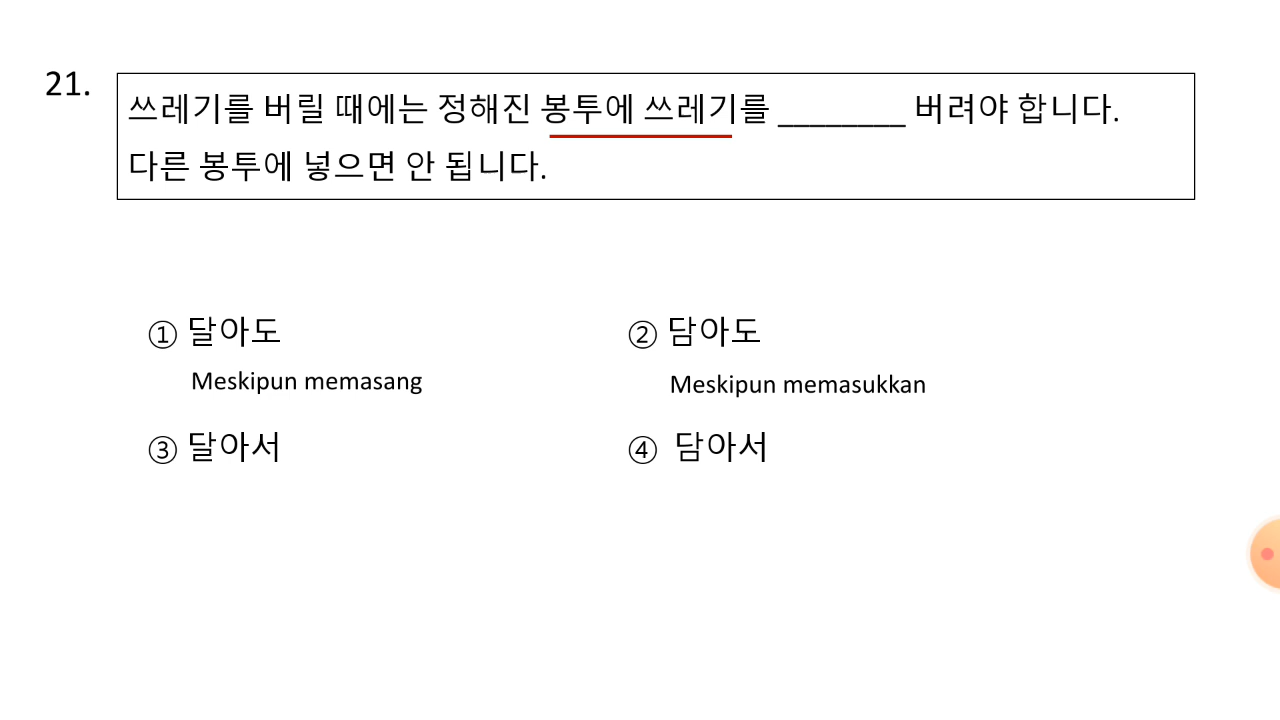 21.
쓰레기를 버릴 때에는 정해진 봉투에 쓰레기를 ________ 버려야 합니다.
다른 봉투에 넣으면 안 됩니다.
① 달아도
② 담아도
Meskipun memasang
Meskipun memasukkan
③ 달아서
④ 담아서